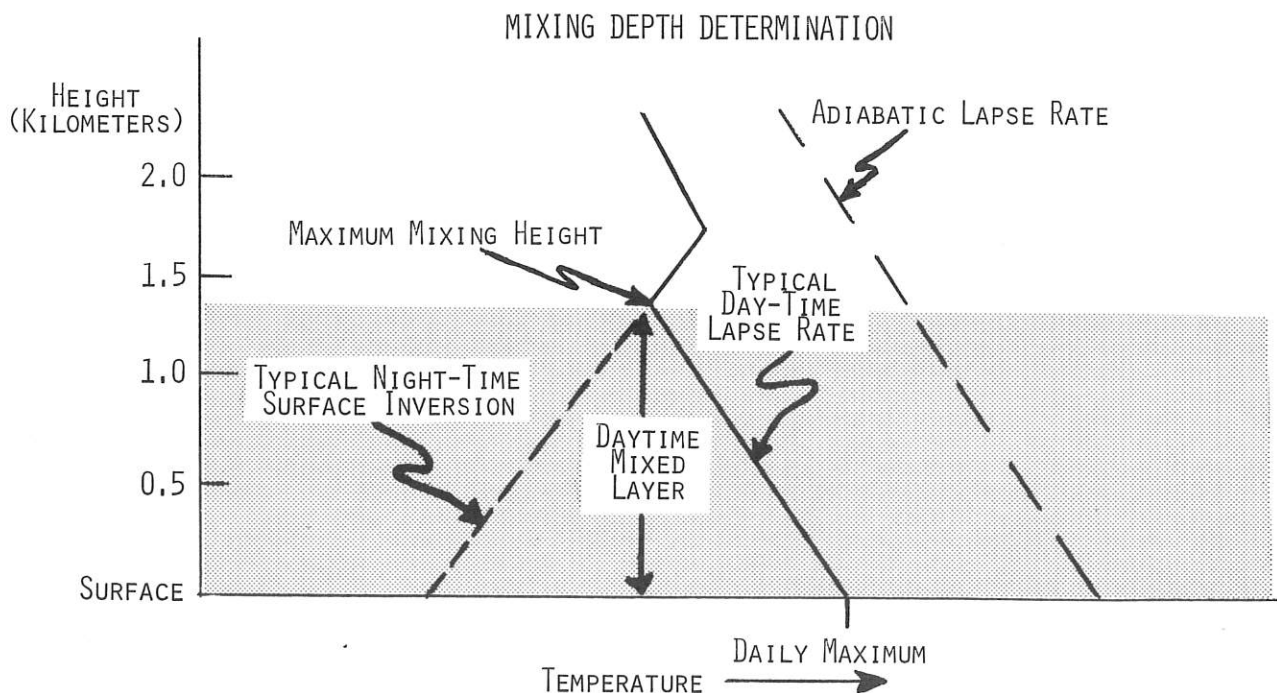 MIXING DEPTH DETERMINATION
HEIGHT
(KILOMETERS)
ADIABATIC LAPSE RATE
2.0
MAXIMUM MIXING HEIGHT
1.5
TYPICAL
DAY-TIME
LAPSE RATE
1.0
TYPICAL NIGHT-TIME
SURFACE INVERSION
DAYTIME
MIXED
LAYER
0.5
SURFACE
DAILY MAXIMUM
TEMPERATURE